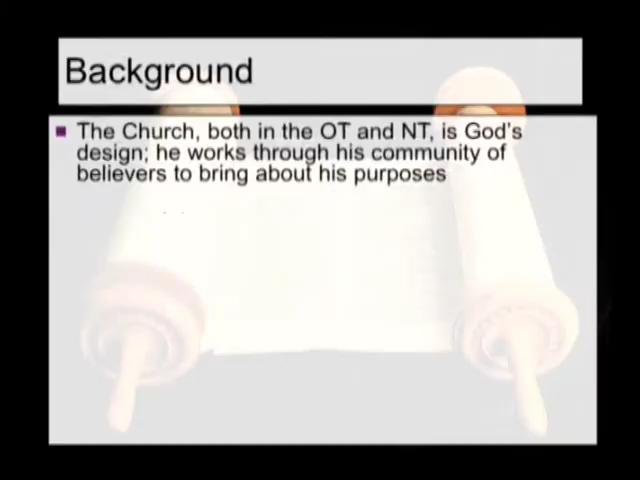 Background
The Church, both in the OT and NT, is God's
design; he works through his community of
believers to bring about his purposes